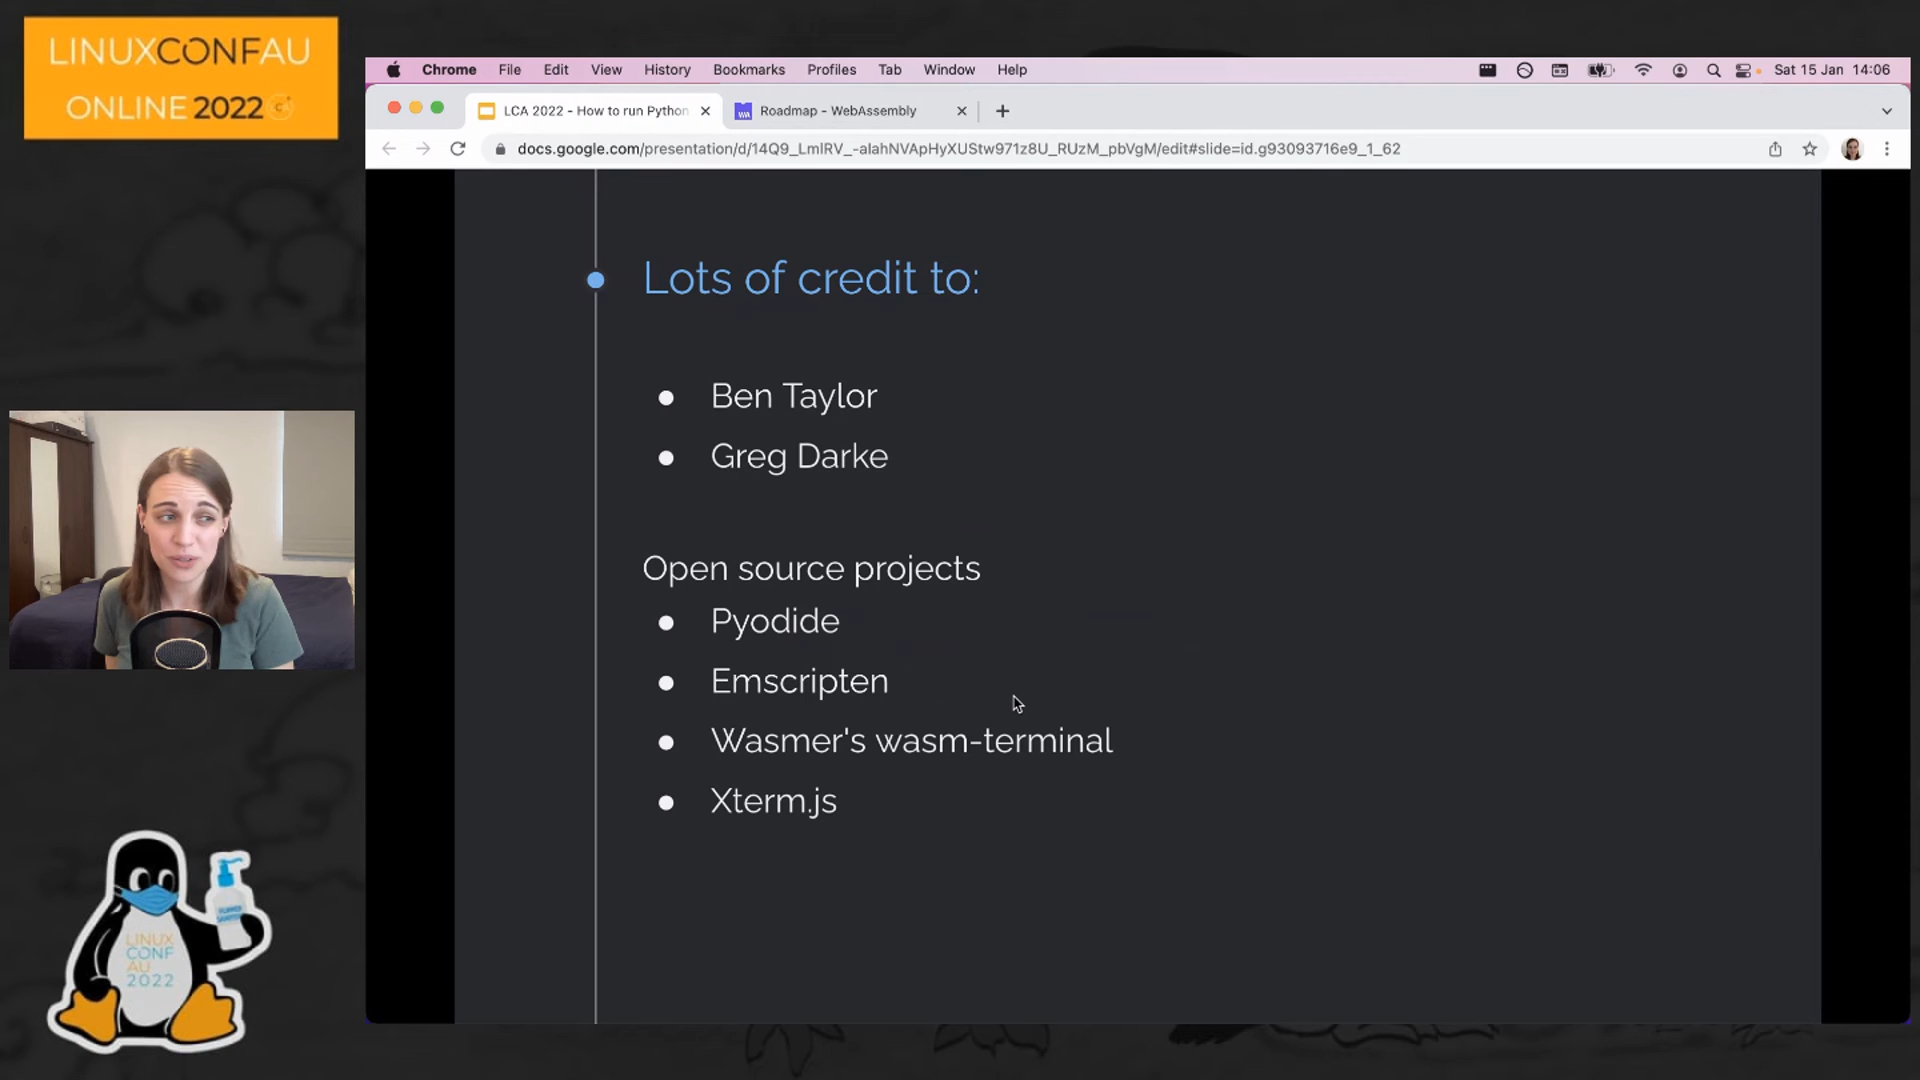 LINUXCONFAU
ONLINE 2022
Chrome File Edit View History Bookmarks Profiles Tab Window Help
Sat 15 Jan 14:06
LCA 2022 - How to run Python
Roadmap - WebAssembly
docs.google.com/presentation/d/14Q9_LmlRV_-alahNVApHyXUStw971z8U_RUzM_pbVgM/edit#slide=id.g93093716e9_1_62
Lots of credit to:
● Ben Taylor
● Greg Darke
Open source projects
● Pyodide
● Emscripten
● Wasmer's wasm-terminal
● Xterm.js
LINUX
CONF
AU
2022